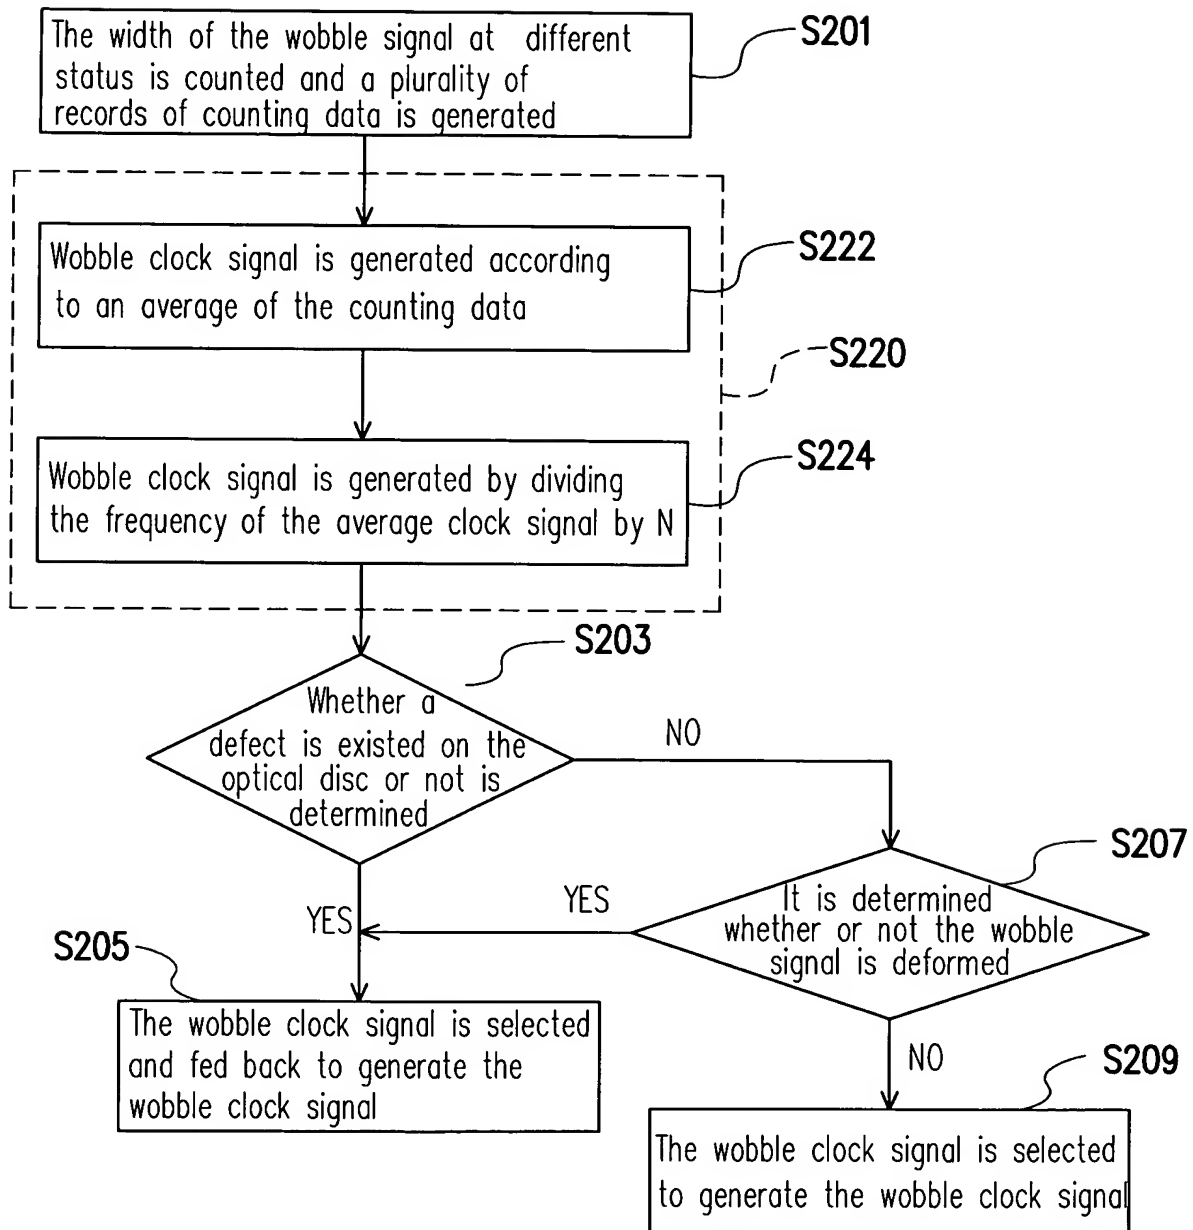 The width of the wobble signal at different
status is counted and a plurality of
records of counting data is generated
S201
Wobble clock signal is generated according
to an average of the counting data
S222
S220
Wobble clock signal is generated by dividing
the frequency of the average clock signal by N
S224
S203
Whether a
defect is existed on the
optical disc or not is
determined
NO
S207
It is determined
whether or not the wobble
signal is deformed
YES
YES
S205
The wobble clock signal is selected
and fed back to generate the
wobble clock signal
NO
S209
The wobble clock signal is selected
to generate the wobble clock signal